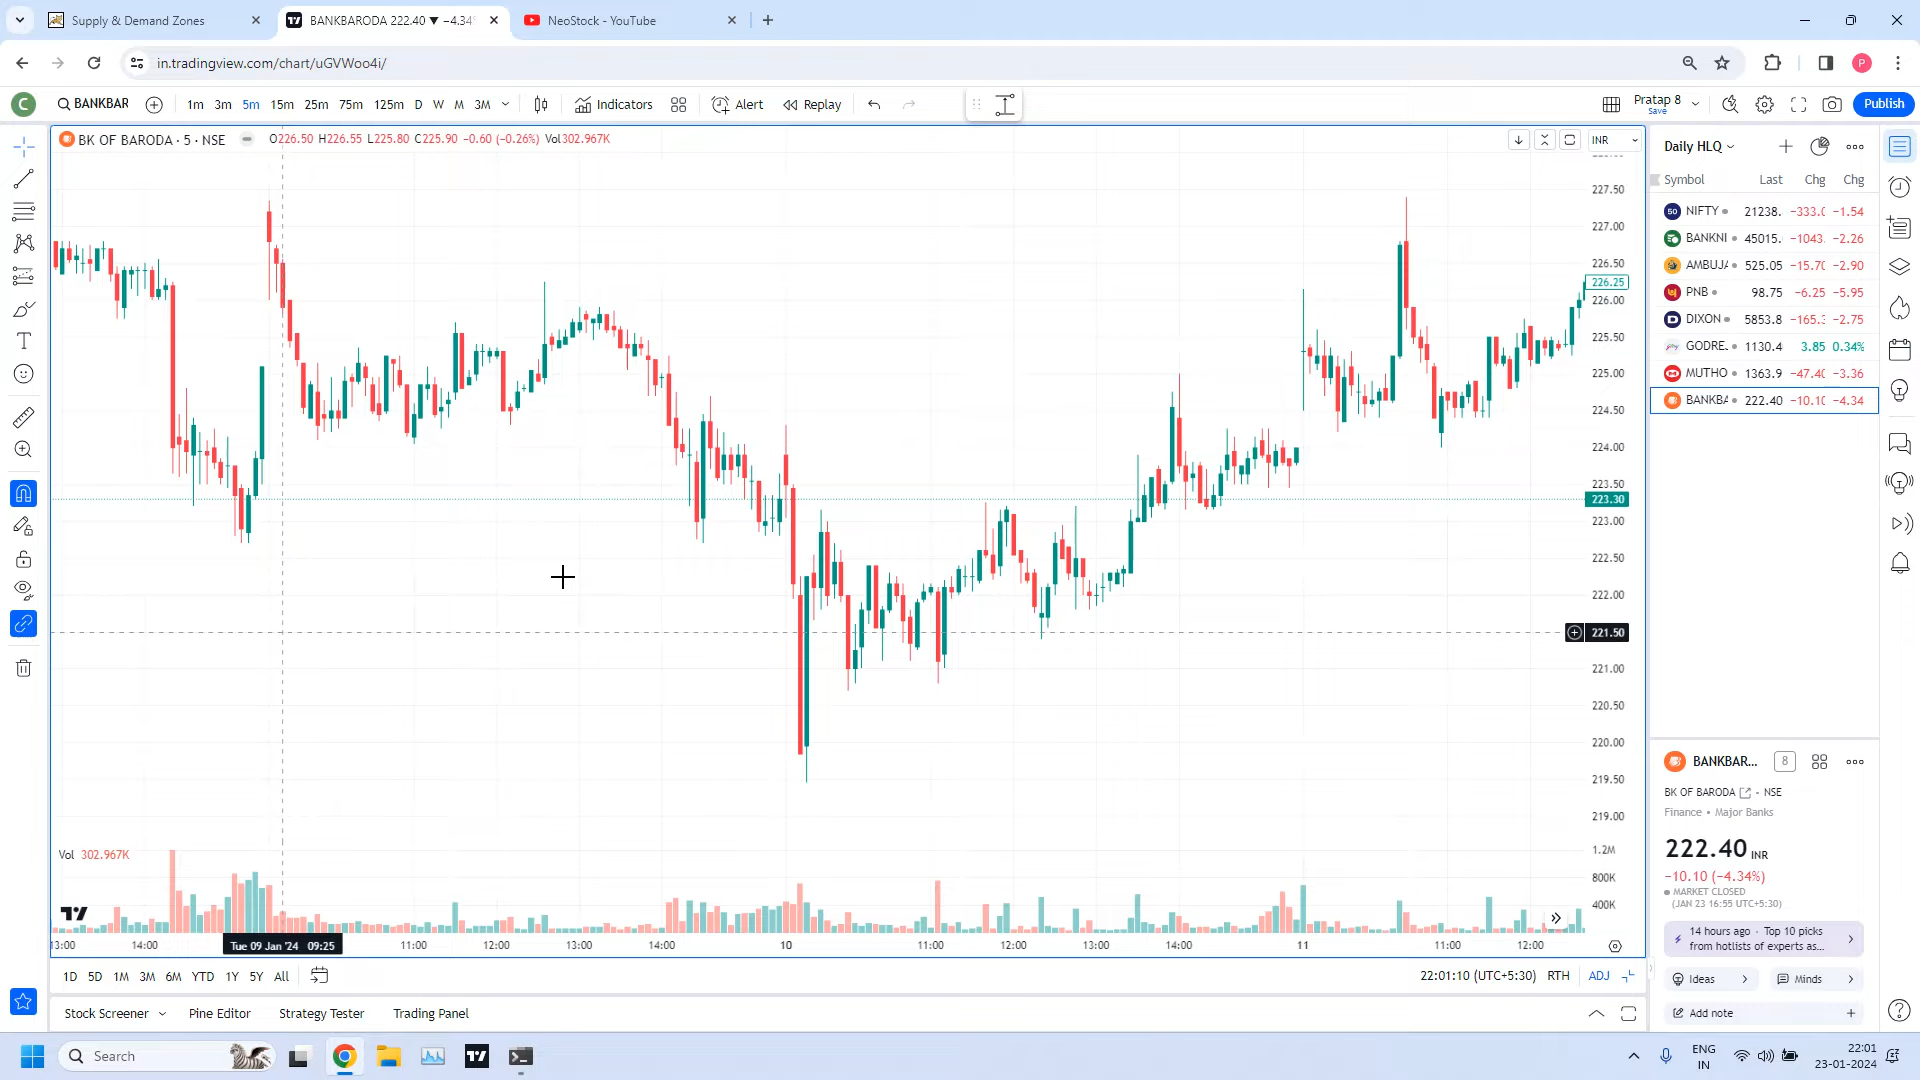 Supply & Demand Zones
BANKBARODA 222.40 ▼ −4.34%
NeoStock - YouTube
in.tradingview.com/chart/uGVWoo4i/
P
C
BANKBAR
1m 3m 5m 15m 25m 75m 125m D W M 3M
Indicators
Alert
Replay
Pratap 8
Save
Publish
BK OF BARODA · 5 · NSE
O226.50 H226.55 L225.80 C225.90 −0.60 (−0.26%) Vol302.967K
INR
227.50
227.00
226.50
226.25
226.00
225.50
225.00
224.50
224.00
223.50
223.30
223.00
222.50
222.00
221.50
221.00
220.50
220.00
219.50
219.00
Vol 302.967K
1.2M
800K
400K
13:00 14:00 Tue 09 Jan '24 09:25 11:00 12:00 13:00 14:00 10 11:00 12:00 13:00 14:00 11 11:00 12:00
1D 5D 1M 3M 6M YTD 1Y 5Y All
22:01:10 (UTC+5:30) RTH ADJ
Stock Screener Pine Editor Strategy Tester Trading Panel
Daily HLQ
Symbol Last Chg Chg
50 NIFTY 21238. −333.0 −1.54
BANKNI 45015. −1043. −2.26
AMBUJA 525.05 −15.70 −2.90
PNB 98.75 −6.25 −5.95
D DIXON 5853.8 −165.3 −2.75
GODRE. 1130.4 3.85 0.34%
MUTHO 1363.9 −47.40 −3.36
BANKBA 222.40 −10.10 −4.34
BANKBAR...
8
BK OF BARODA - NSE
Finance • Major Banks
222.40 INR
−10.10 (−4.34%)
MARKET CLOSED
(JAN 23 16:55 UTC+5:30)
14 hours ago · Top 10 picks
from hotlists of experts as...
Ideas
Minds
Add note
Search
ENG
IN
22:01
23-01-2024